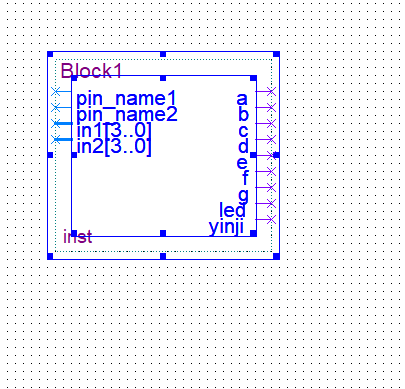 Block1
pin_name1 a
pin_name2 b
in1[3..0] c
in2[3..0] d
e
f
g
led
yinji
inst